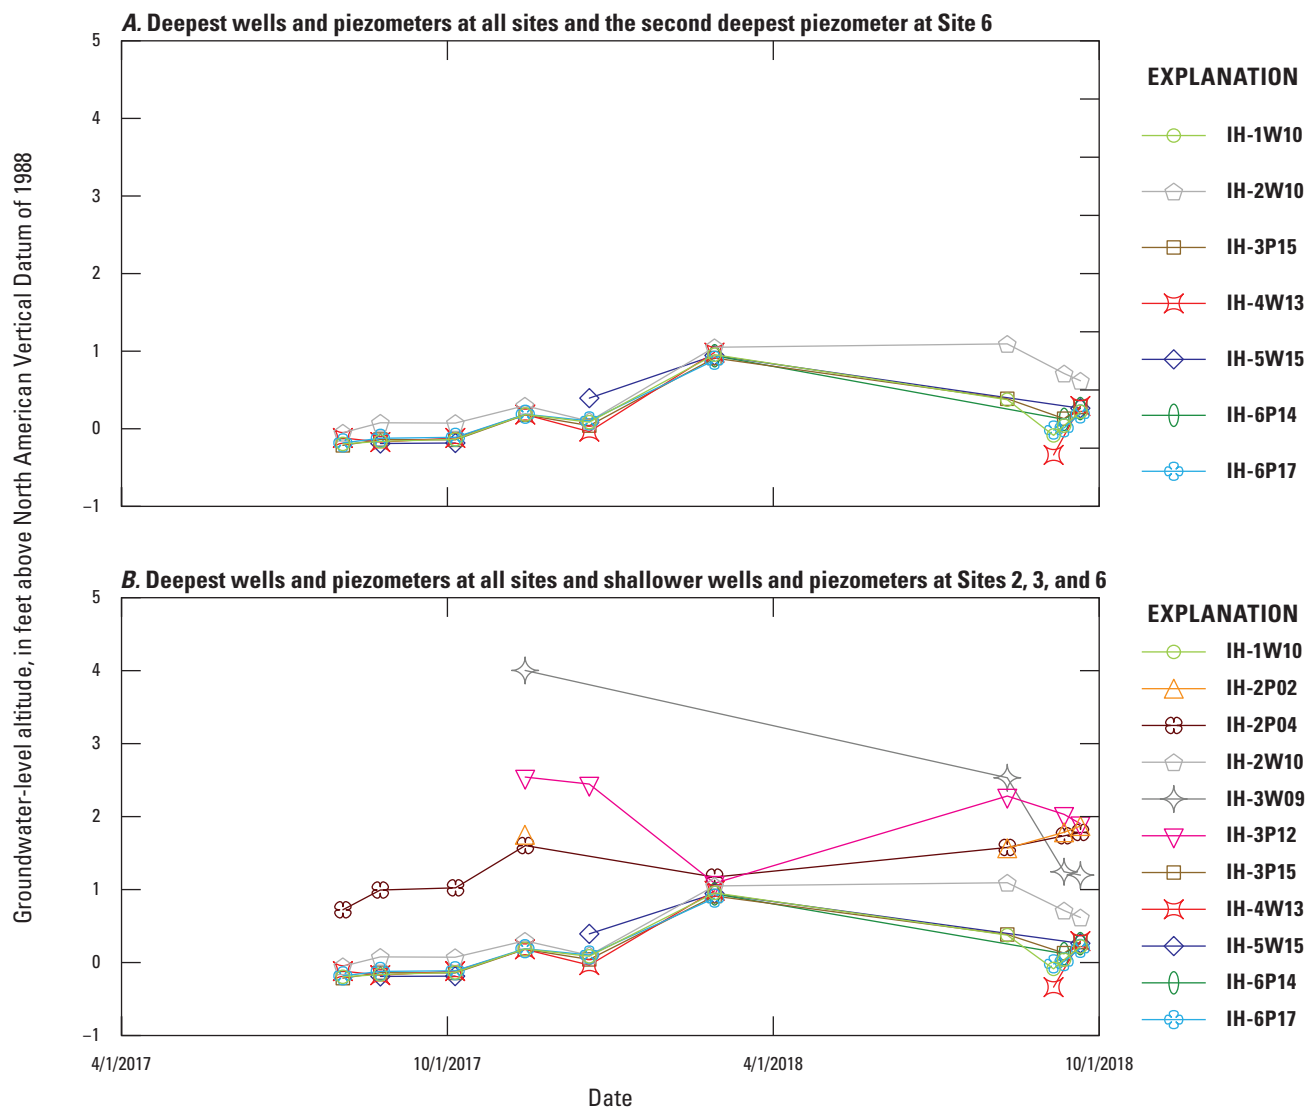 A. Deepest wells and piezometers at all sites and the second deepest piezometer at Site 6
5
4
3
2
1
0
–1
EXPLANATION
IH-1W10
IH-2W10
IH-3P15
IH-4W13
IH-5W15
IH-6P14
IH-6P17
Groundwater-level altitude, in feet above North American Vertical Datum of 1988
B. Deepest wells and piezometers at all sites and shallower wells and piezometers at Sites 2, 3, and 6
5
4
3
2
1
0
–1
4/1/2017
10/1/2017
4/1/2018
10/1/2018
Date
EXPLANATION
IH-1W10
IH-2P02
IH-2P04
IH-2W10
IH-3W09
IH-3P12
IH-3P15
IH-4W13
IH-5W15
IH-6P14
IH-6P17